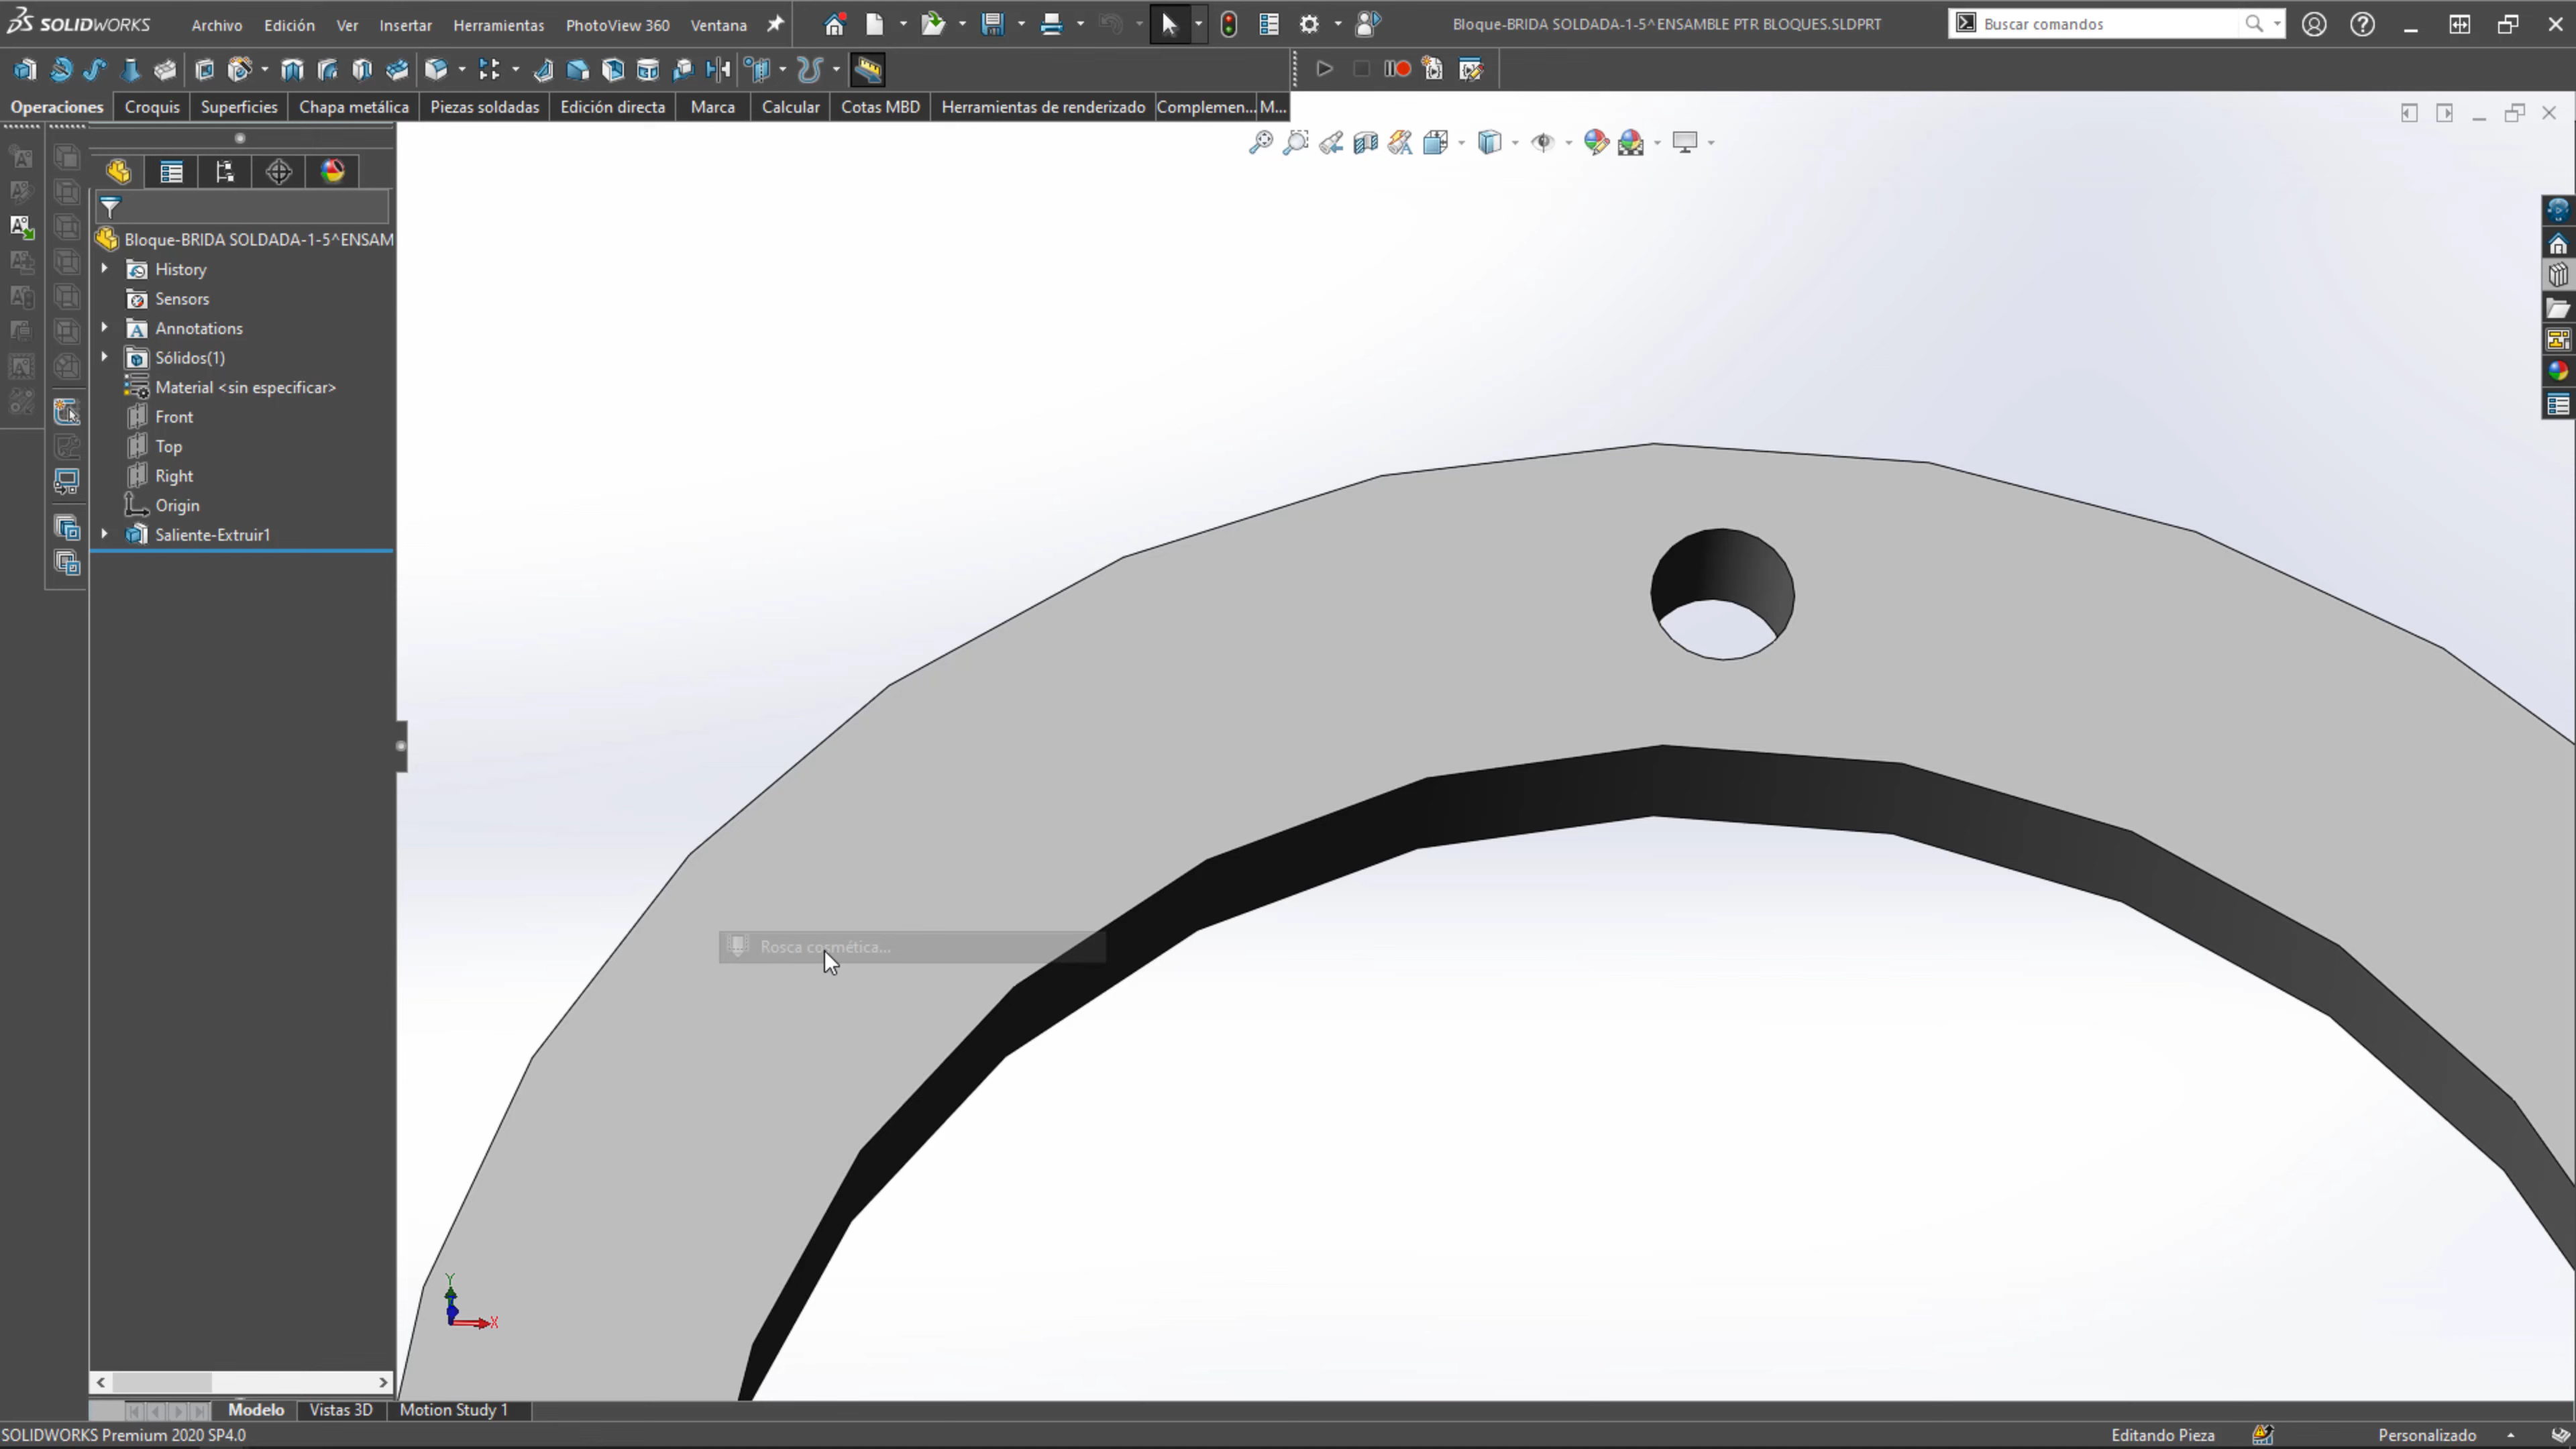 SOLIDWORKS
Archivo Edición Ver Insertar Herramientas PhotoView 360 Ventana
Bloque-BRIDA SOLDADA-1-5^ENSAMBLE PTR BLOQUES.SLDPRT
Buscar comandos
Operaciones Croquis Superficies Chapa metálica Piezas soldadas Edición directa Marca Calcular Cotas MBD Herramientas de renderizado Complemen... M...
Bloque-BRIDA SOLDADA-1-5^ENSAM
History
Sensors
Annotations
Sólidos(1)
Material <sin especificar>
Front
Top
Right
Origin
Saliente-Extruir1
Rosca cosmética...
Y
X
Modelo Vistas 3D Motion Study 1
SOLIDWORKS Premium 2020 SP4.0
Editando Pieza
Personalizado